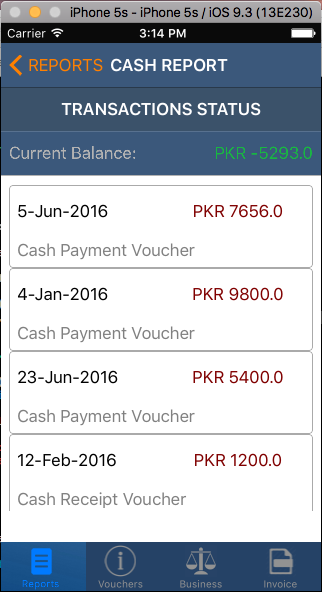 iPhone 5s - iPhone 5s / iOS 9.3 (13E230)
Carrier 3:14 PM
REPORTS CASH REPORT
TRANSACTIONS STATUS
Current Balance: PKR -5293.0
5-Jun-2016 PKR 7656.0
Cash Payment Voucher
4-Jan-2016 PKR 9800.0
Cash Payment Voucher
23-Jun-2016 PKR 5400.0
Cash Payment Voucher
12-Feb-2016 PKR 1200.0
Cash Receipt Voucher
Reports Vouchers Business Invoice